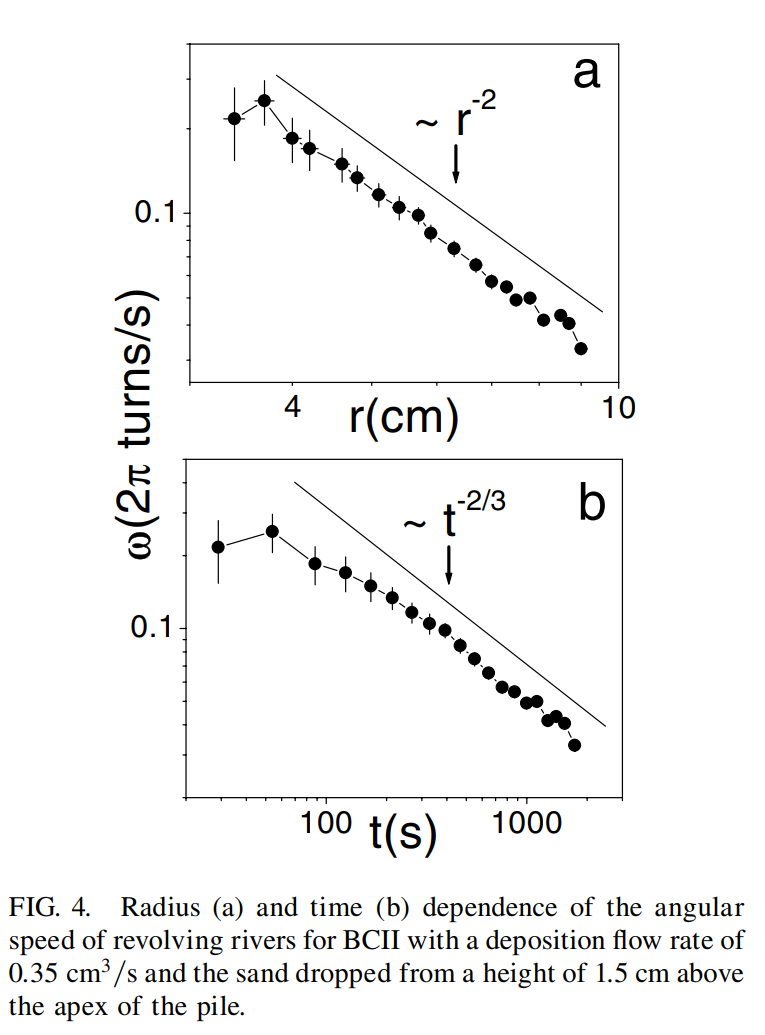 a
~ r^-2
0.1
4
10
r(cm)
ω(2π turns/s)
b
~ t^-2/3
0.1
100
1000
t(s)
FIG. 4. Radius (a) and time (b) dependence of the angular
speed of revolving rivers for BCII with a deposition flow rate of
0.35 cm³/s and the sand dropped from a height of 1.5 cm above
the apex of the pile.